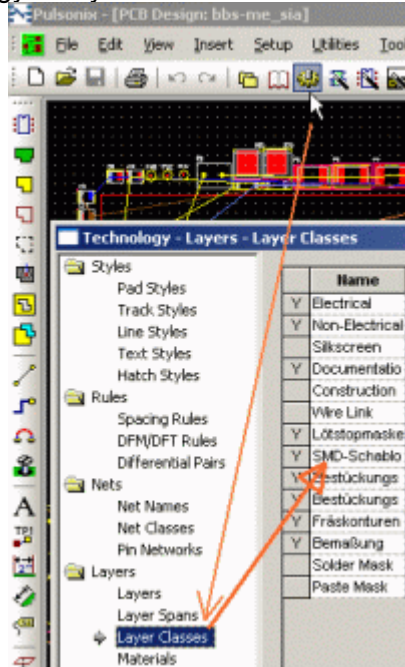 Pulsonix - [PCB Design: bbs-me_sia]
File Edit View Insert Setup Utilities
Technology - Layers - Layer Classes
Styles
Pad Styles
Track Styles
Line Styles
Text Styles
Hatch Styles
Rules
Spacing Rules
DFM/DFT Rules
Differential Pairs
Nets
Net Names
Net Classes
Pin Networks
Layers
Layers
Layer Spans
Layer Classes
Materials
Name
Y Electrical
Y Non-Electrical
Silkscreen
Y Documentatio
Construction
Wire Link
Y Lötstopmaske
Y SMD-Schablo
Y Bestückungs
Y Bestückungs
Y Fräskonturen
Y Bemaßung
Solder Mask
Paste Mask
A
TP1